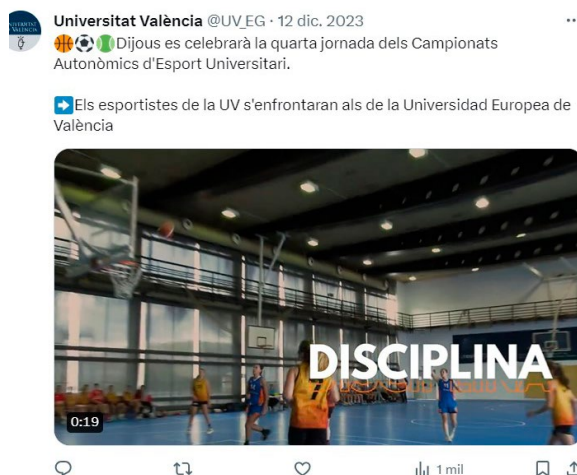 Universitat València @UV_EG · 12 dic. 2023
Dijous es celebrarà la quarta jornada dels Campionats
Autonòmics d'Esport Universitari.
Els esportistes de la UV s'enfrontaran als de la Universidad Europea de
València
DISCIPLINA
0:19
1 mil